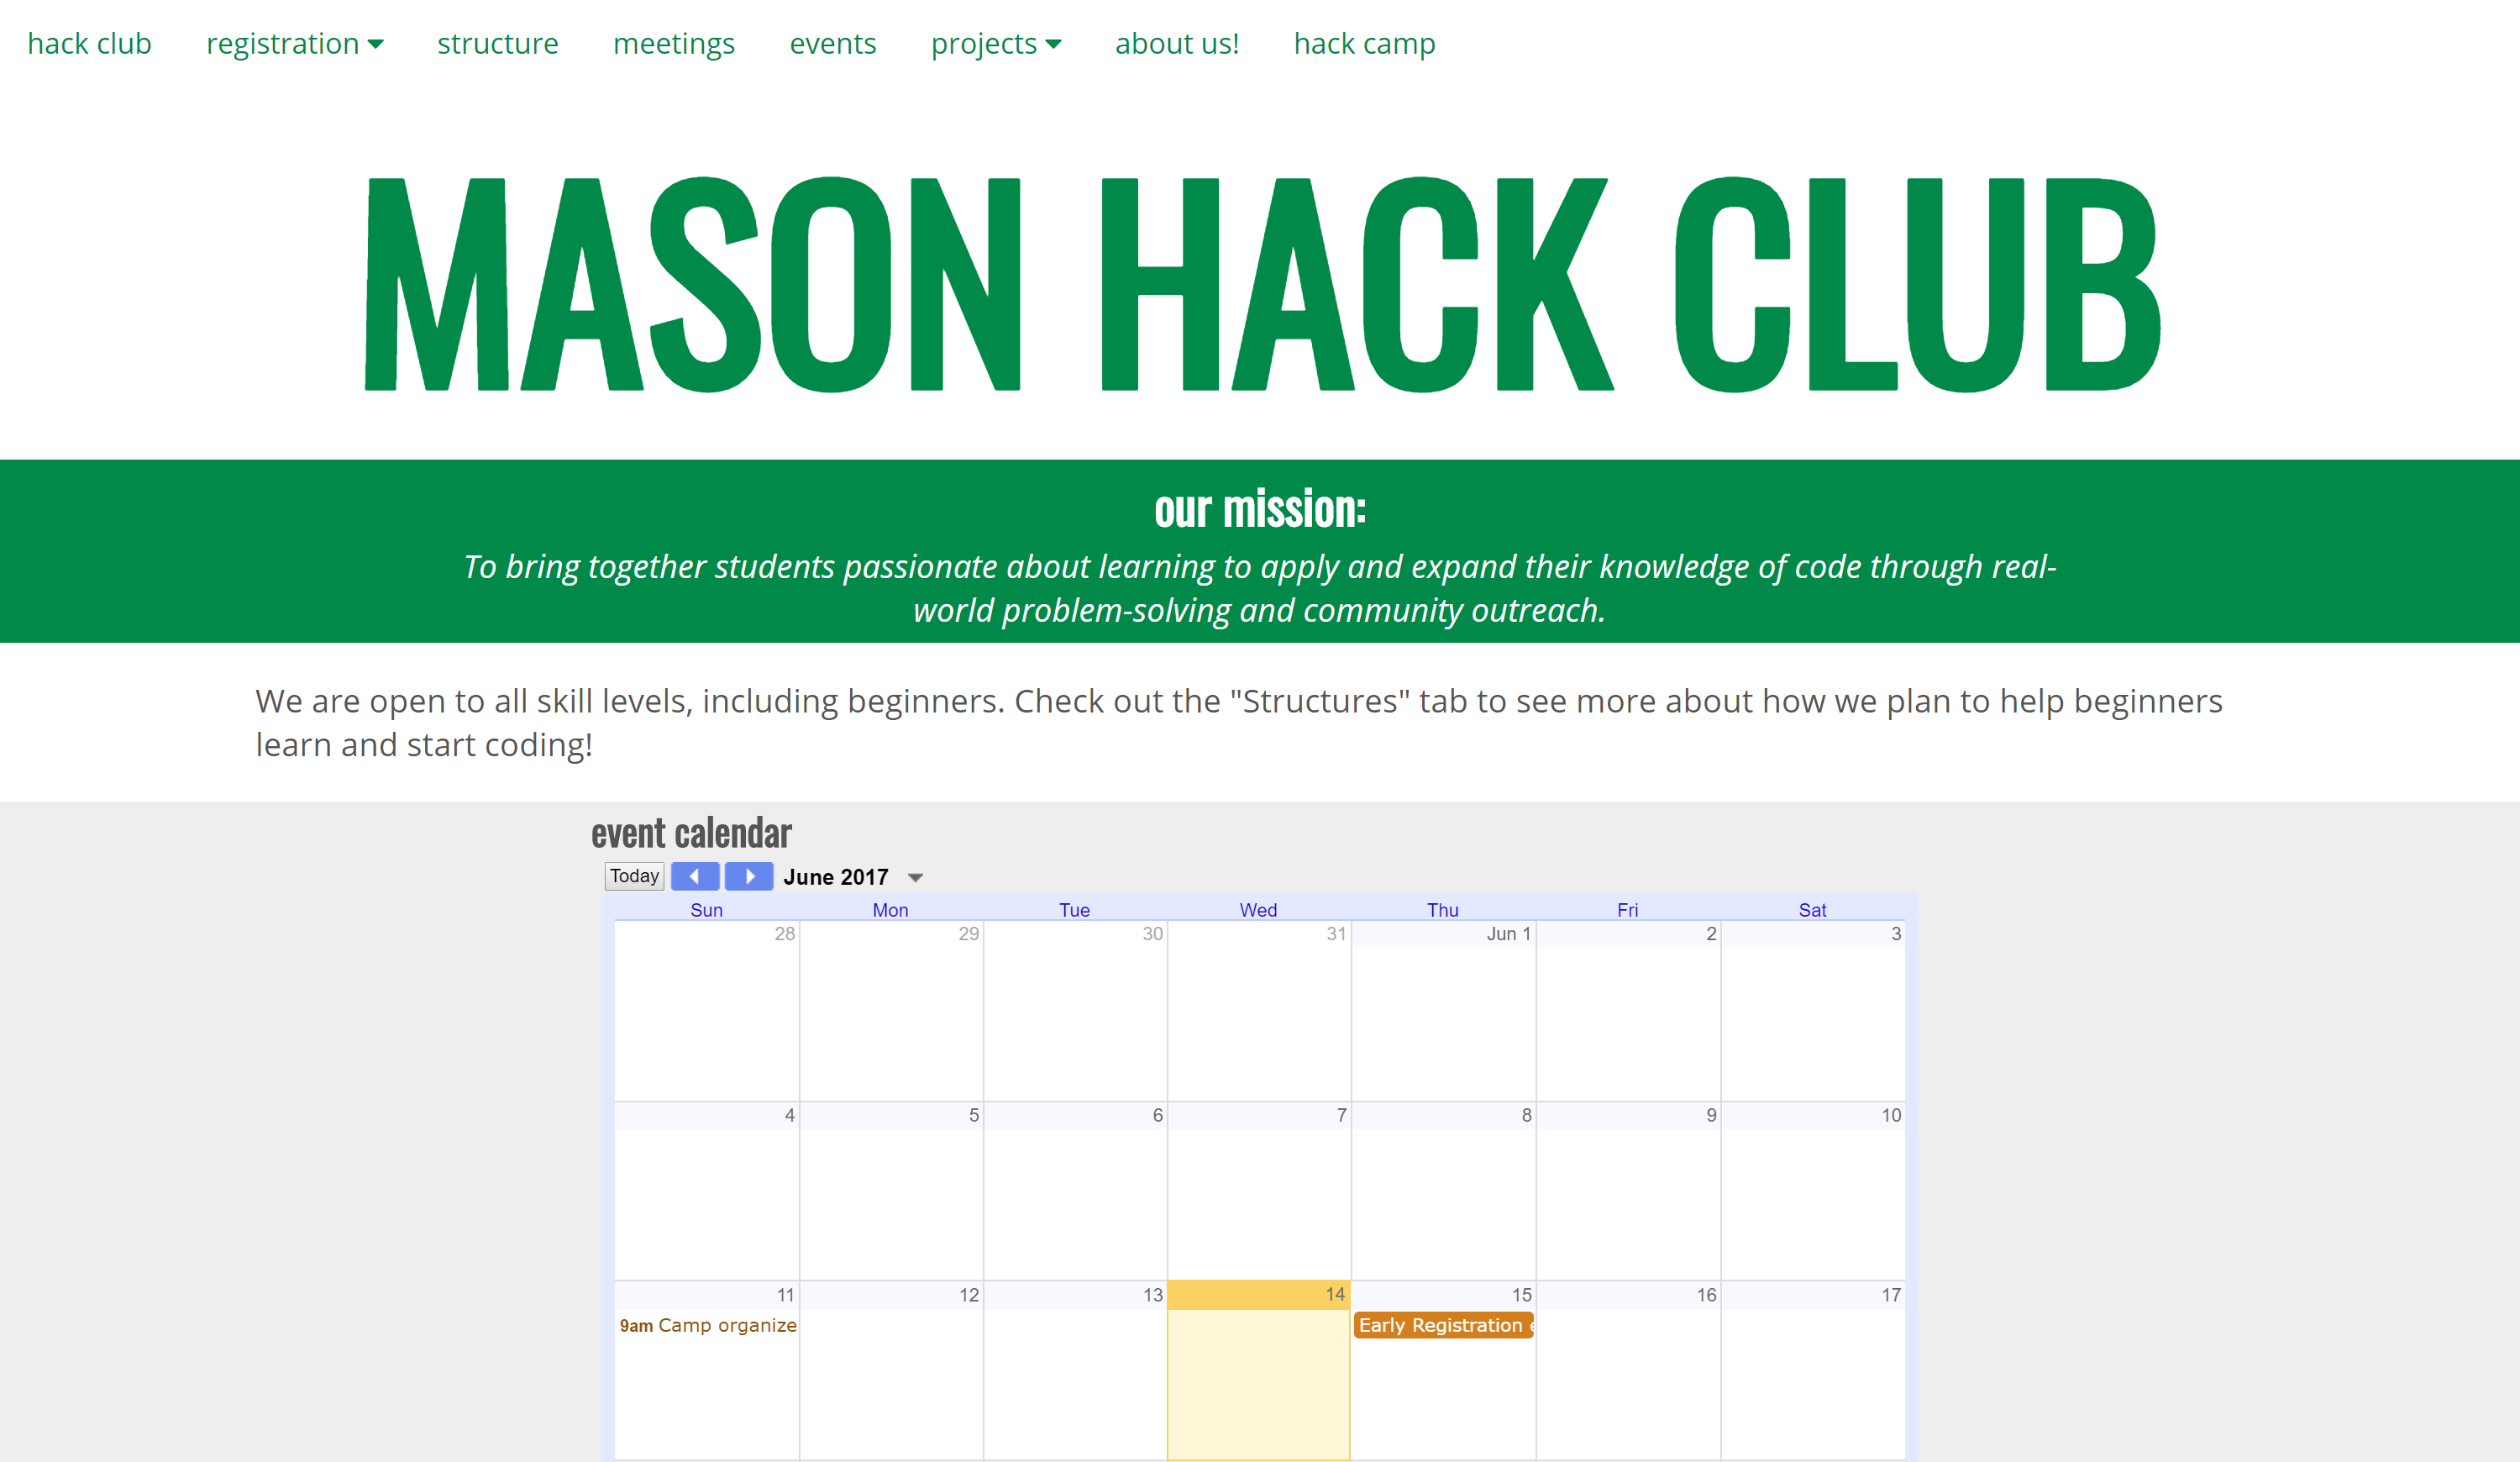 hack club registration structure meetings events projects about us! hack camp
MASON HACK CLUB
our mission:
To bring together students passionate about learning to apply and expand their knowledge of code through real-
world problem-solving and community outreach.
We are open to all skill levels, including beginners. Check out the "Structures" tab to see more about how we plan to help beginners
learn and start coding!
event calendar
Today June 2017
Sun Mon Tue Wed Thu Fri Sat
28 29 30 31 Jun 1 2 3
4 5 6 7 8 9 10
11 12 13 14 15 16 17
9am Camp organize Early Registration